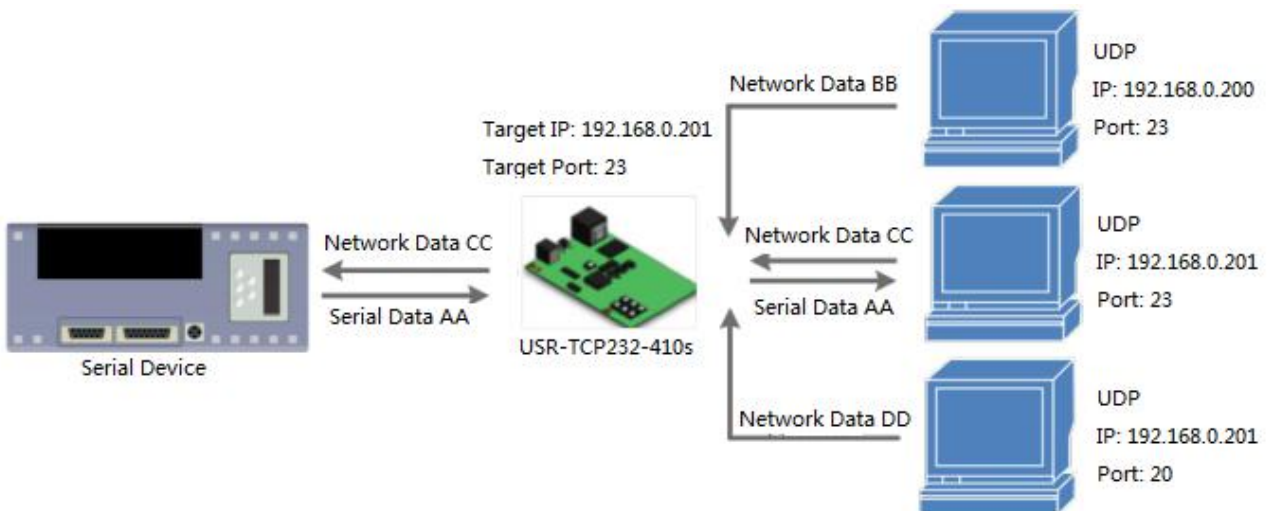 UDP
IP: 192.168.0.200
Port: 23
Network Data BB
Target IP: 192.168.0.201
Target Port: 23
Network Data CC
Serial Data AA
Serial Device
USR-TCP232-410s
Network Data CC
Serial Data AA
UDP
IP: 192.168.0.201
Port: 23
Network Data DD
UDP
IP: 192.168.0.201
Port: 20